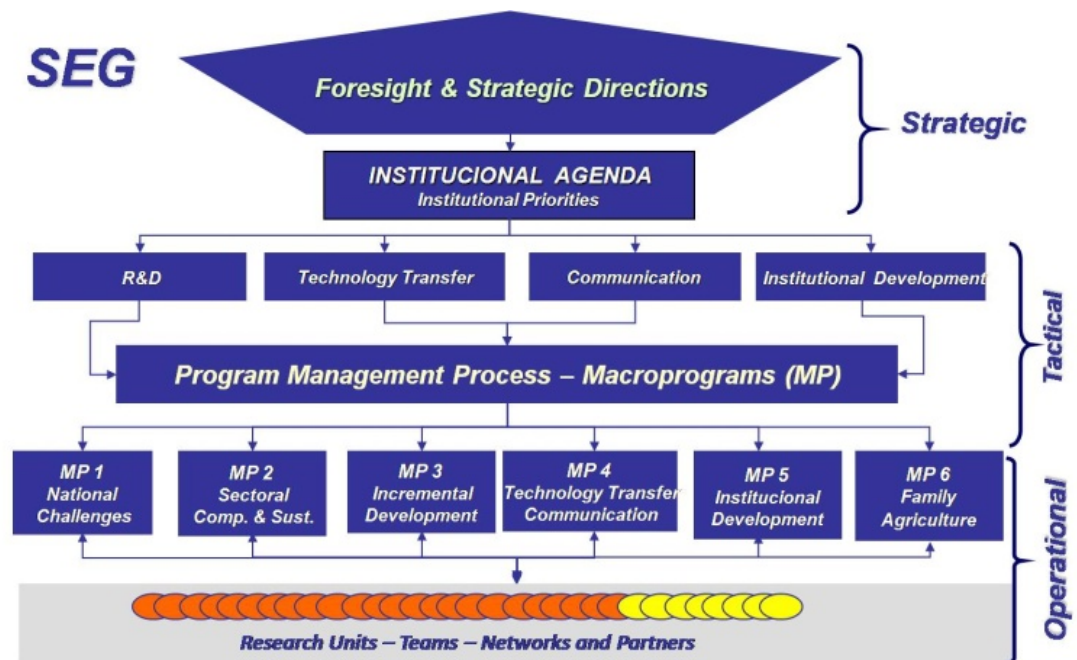 SEG
Foresight & Strategic Directions
Strategic
INSTITUCIONAL AGENDA
Institutional Priorities
R&D
Technology Transfer
Communication
Institutional Development
Tactical
Program Management Process – Macroprograms (MP)
MP 1
National
Challenges
MP 2
Sectoral
Comp. & Sust.
MP 3
Incremental
Development
MP 4
Technology Transfer
Communication
MP 5
Institucional
Development
MP 6
Family
Agriculture
Operational
Research Units – Teams – Networks and Partners